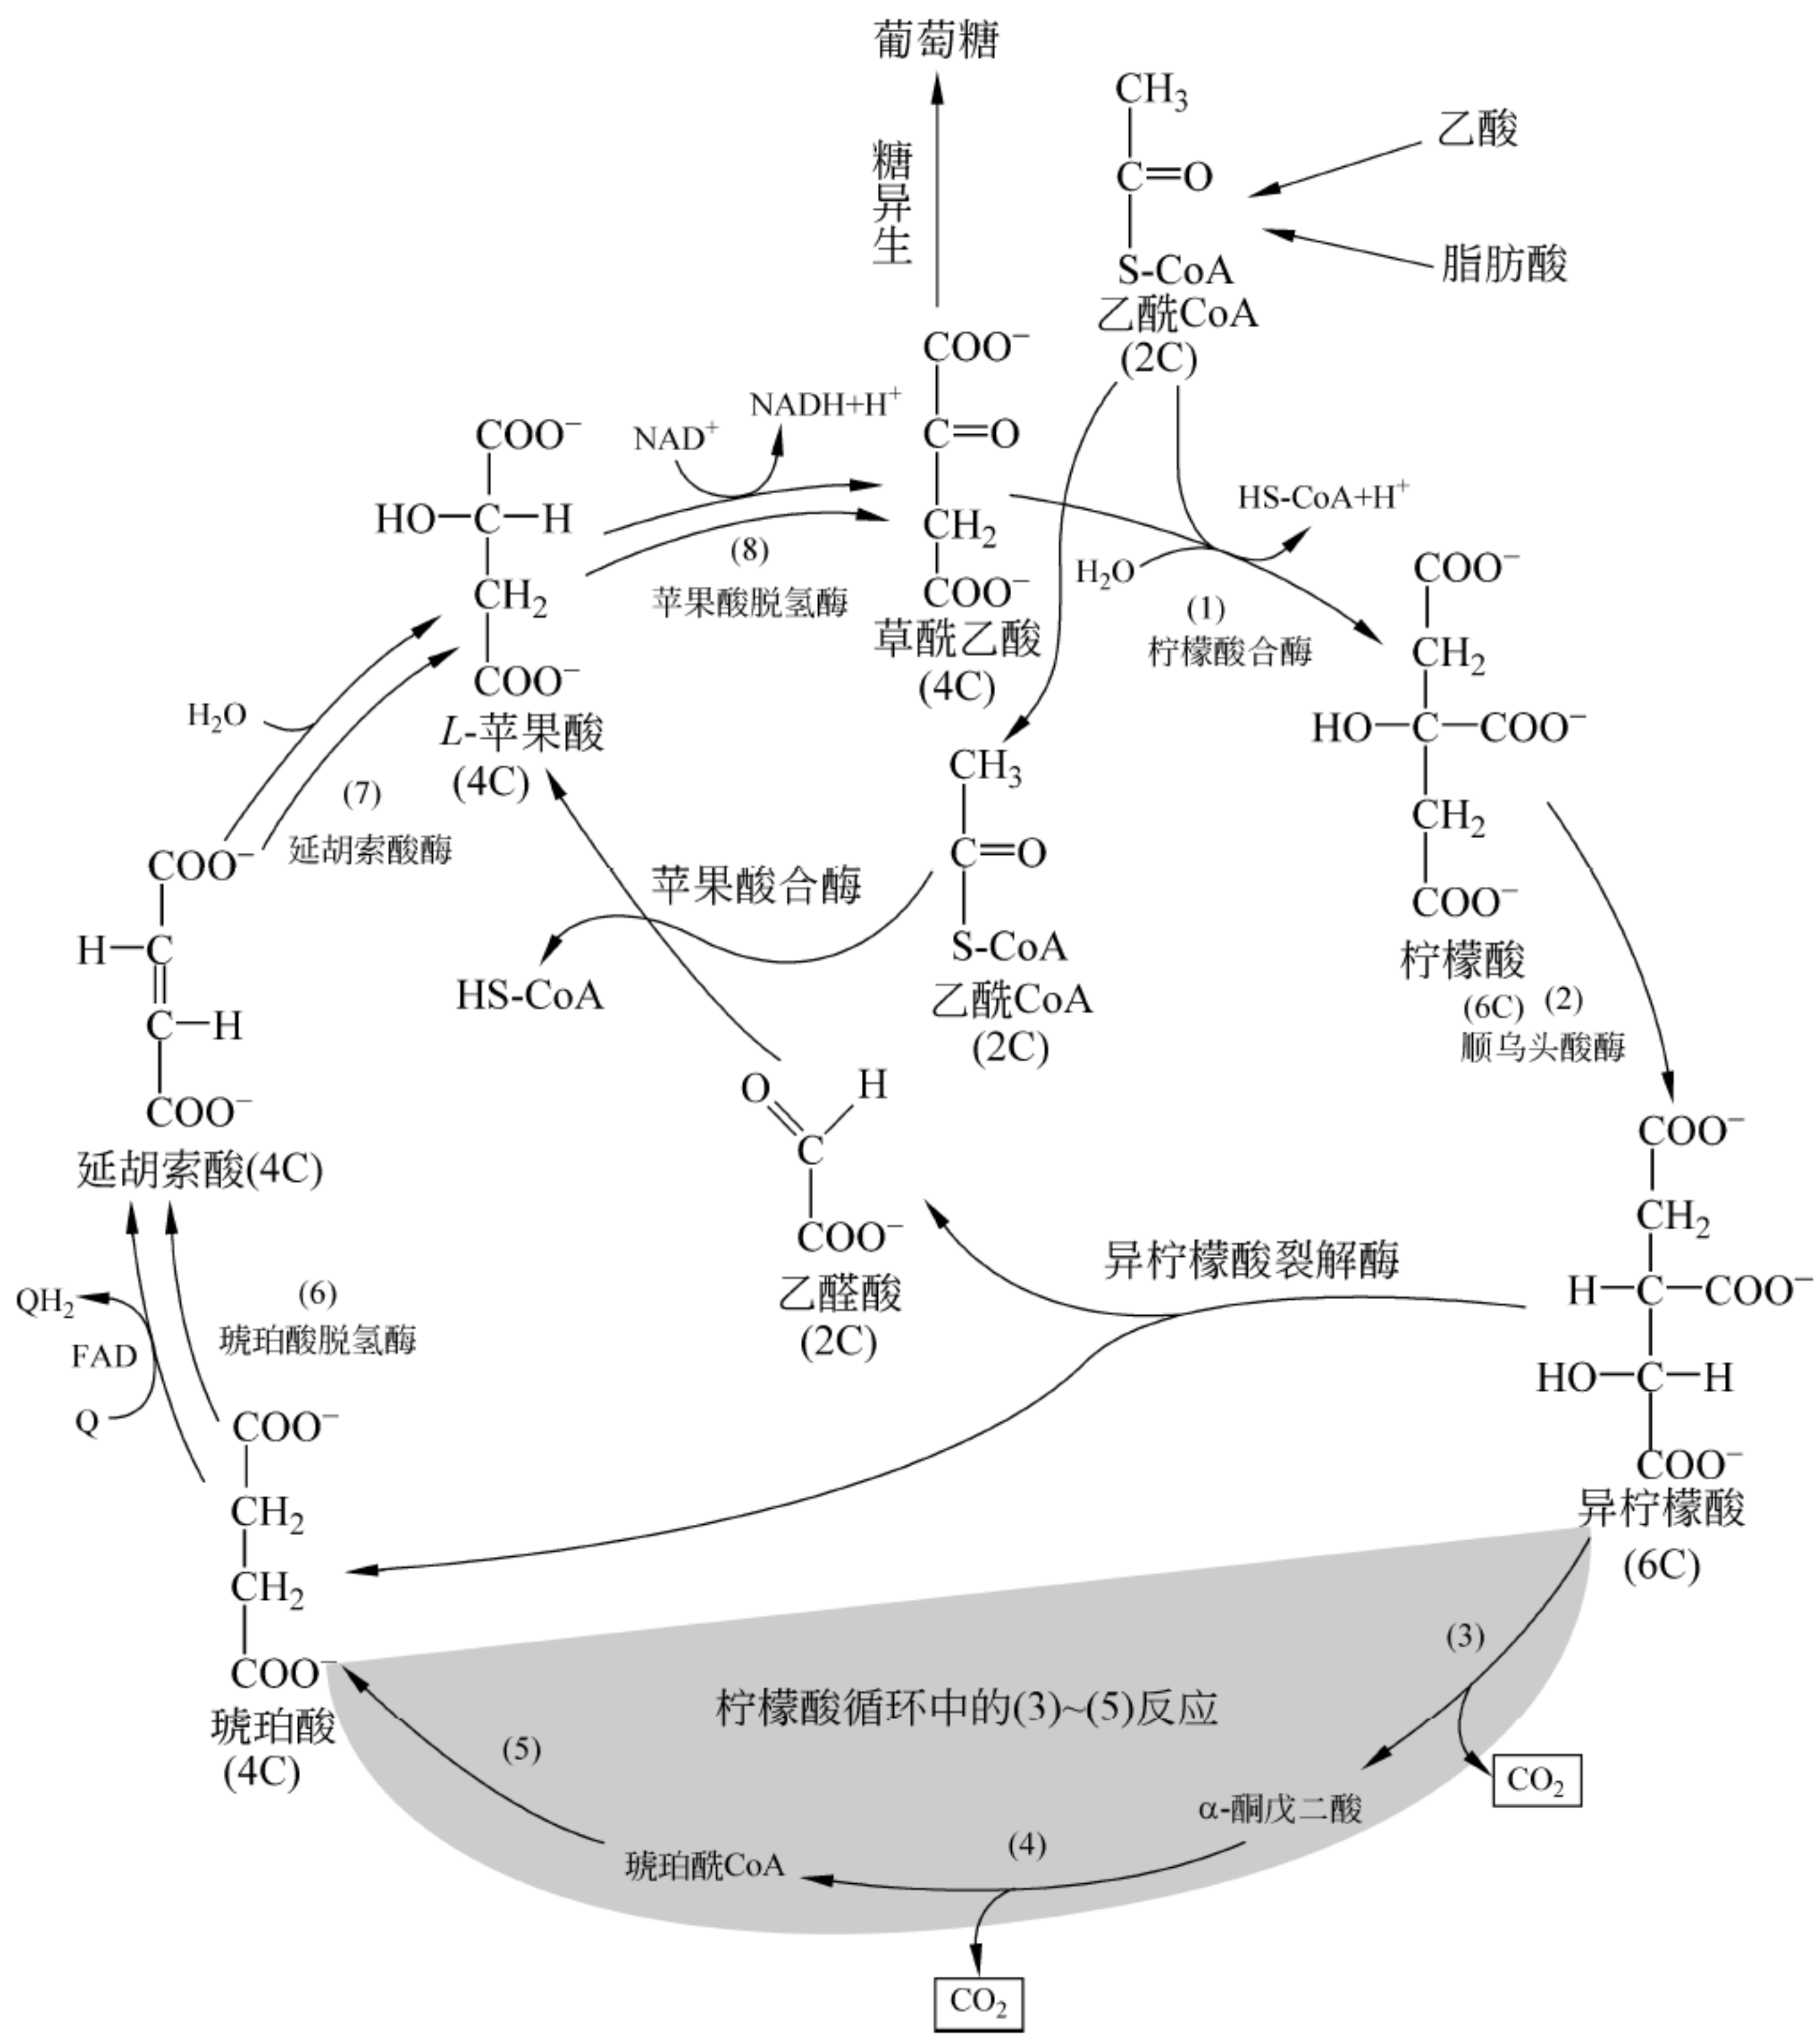 葡萄糖
糖异生
CH₃
C=O
S-CoA
乙酰CoA
(2C)
乙酸
脂肪酸
COO⁻
C=O
CH₂
COO⁻
草酰乙酸
(4C)
NAD⁺
NADH+H⁺
(8)
苹果酸脱氢酶
COO⁻
HO-C-H
CH₂
COO⁻
L-苹果酸
(4C)
HS-CoA+H⁺
H₂O
(1)
柠檬酸合酶
COO⁻
CH₂
HO-C-COO⁻
CH₂
COO⁻
柠檬酸
(6C)
(2)
顺乌头酸酶
H₂O
(7)
延胡索酸酶
CH₃
C=O
S-CoA
乙酰CoA
(2C)
苹果酸合酶
HS-CoA
COO⁻
H-C
C-H
COO⁻
延胡索酸(4C)
O
H
C
COO⁻
乙醛酸
(2C)
异柠檬酸裂解酶
COO⁻
CH₂
H-C-COO⁻
HO-C-H
COO⁻
异柠檬酸
(6C)
QH₂
FAD
Q
(6)
琥珀酸脱氢酶
COO⁻
CH₂
CH₂
COO⁻
琥珀酸
(4C)
柠檬酸循环中的(3)~(5)反应
(3)
CO₂
α-酮戊二酸
(4)
CO₂
琥珀酰CoA
(5)